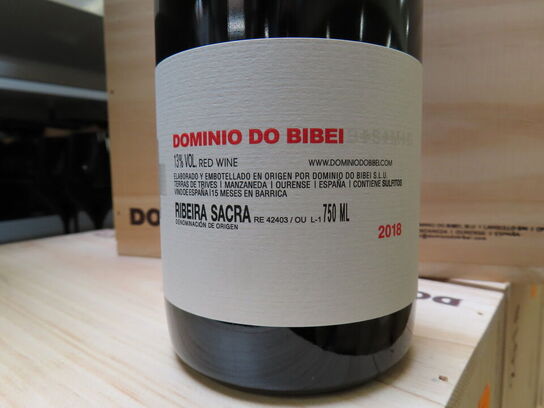 DOMINIO DO BIBEI
13% VOL. RED WINE WWW.DOMINIODOBIBEI.COM
ELABORADO Y EMBOTELLADO EN ORIGEN POR DOMINIO DO BIBEI S.L.U.
TERRAS DE TRIVES | MANZANEDA | OURENSE | ESPAÑA | CONTIENE SULFITOS
VINO DE ESPAÑA | 15 MESES EN BARRICA
RIBEIRA SACRA RE 42403 / OU L-1 750 ML
DENOMINACIÓN DE ORIGEN
2018
DO
DO